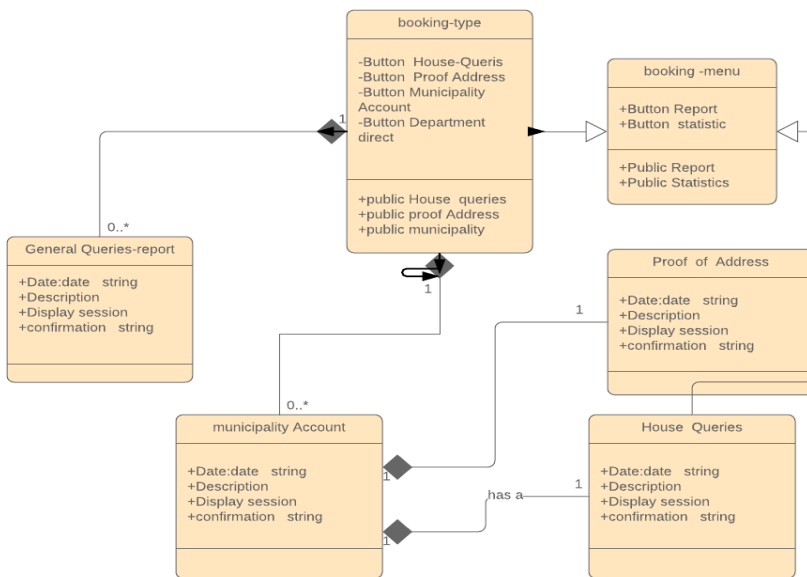 booking-type
-Button House-Queris
-Button Proof Address
-Button Municipality
Account
-Button Department
direct
+public House queries
+public proof Address
+public municipality
booking -menu
+Button Report
+Button statistic
+Public Report
+Public Statistics
1
0..*
General Queries-report
+Date:date string
+Description
+Display session
+confirmation string
1
0..*
Proof of Address
+Date:date string
+Description
+Display session
+confirmation string
1
municipality Account
+Date:date string
+Description
+Display session
+confirmation string
1
1
has a
1
House Queries
+Date:date string
+Description
+Display session
+confirmation string